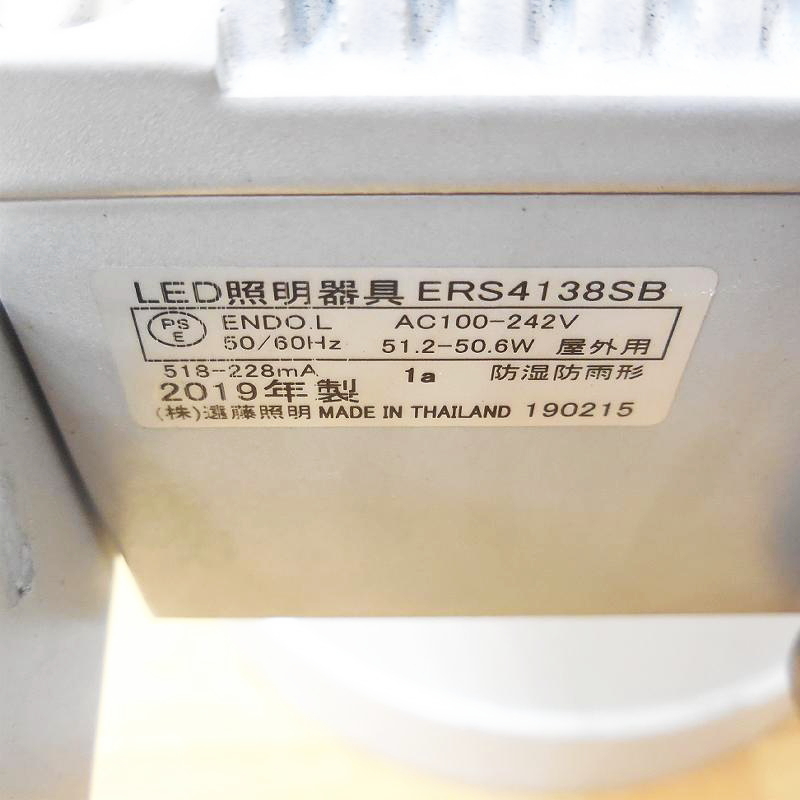 LED照明器具 ERS4138SB
PS E ENDO.L AC100-242V
50/60Hz 51.2-50.6W 屋外用
518-228mA 1a 防湿防雨形
2019年製
(株)遠藤照明 MADE IN THAILAND 190215